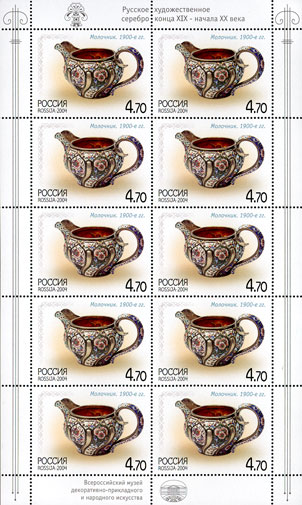 Русское художественное
серебро конца XIX - начала XX века
Молочник. 1900-е гг.
Молочник. 1900-е гг.
РОССИЯ
ROSSIJA·2004
4.70
РОССИЯ
ROSSIJA·2004
4.70
Молочник. 1900-е гг.
Молочник. 1900-е гг.
РОССИЯ
ROSSIJA·2004
4.70
РОССИЯ
ROSSIJA·2004
4.70
Молочник. 1900-е гг.
Молочник. 1900-е гг.
РОССИЯ
ROSSIJA·2004
4.70
РОССИЯ
ROSSIJA·2004
4.70
Молочник. 1900-е гг.
Молочник. 1900-е гг.
РОССИЯ
ROSSIJA·2004
4.70
РОССИЯ
ROSSIJA·2004
4.70
Молочник. 1900-е гг.
Молочник. 1900-е гг.
РОССИЯ
ROSSIJA·2004
4.70
РОССИЯ
ROSSIJA·2004
4.70
Всероссийский музей
декоративно-прикладного
и народного искусства